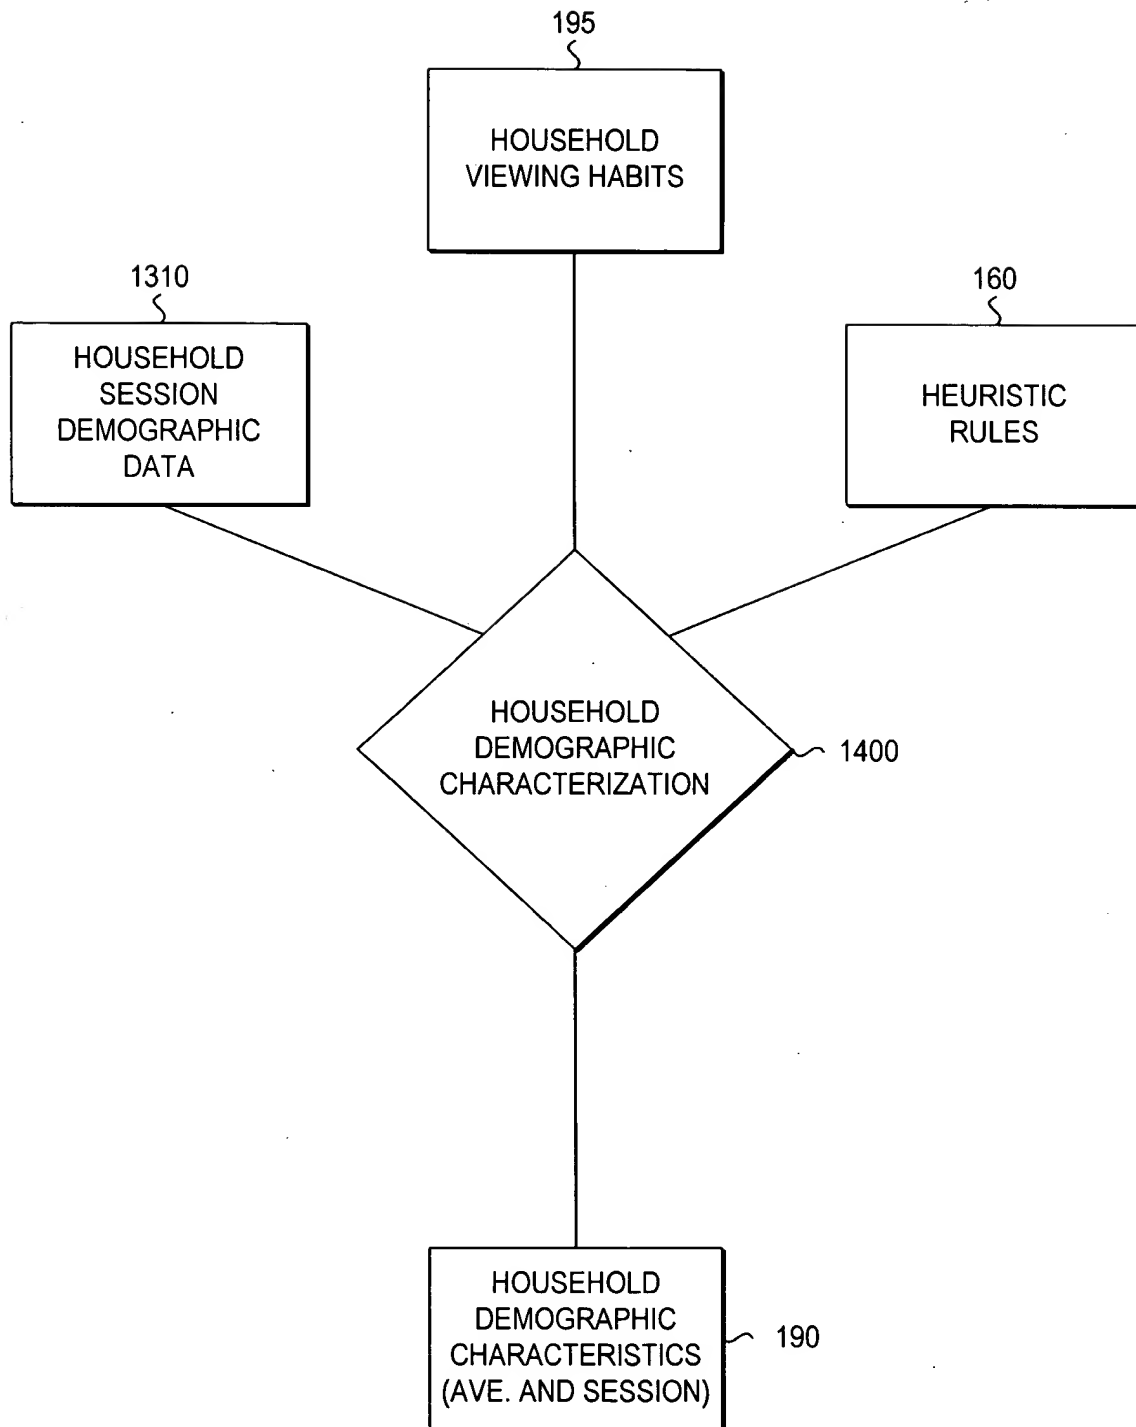 195
HOUSEHOLD
VIEWING HABITS
1310
HOUSEHOLD
SESSION
DEMOGRAPHIC
DATA
160
HEURISTIC
RULES
HOUSEHOLD
DEMOGRAPHIC
CHARACTERIZATION
1400
HOUSEHOLD
DEMOGRAPHIC
CHARACTERISTICS
(AVE. AND SESSION)
190